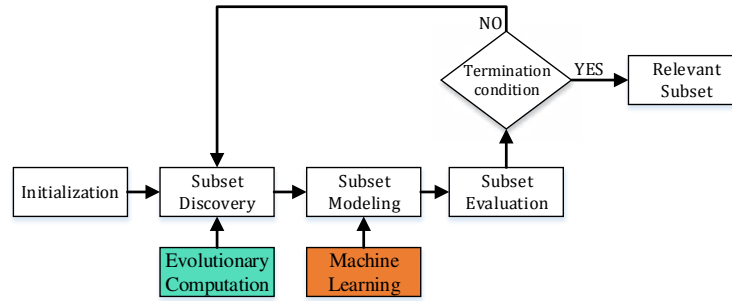 NO
Termination
condition
YES
Relevant
Subset
Initialization
Subset
Discovery
Subset
Modeling
Subset
Evaluation
Evolutionary
Computation
Machine
Learning